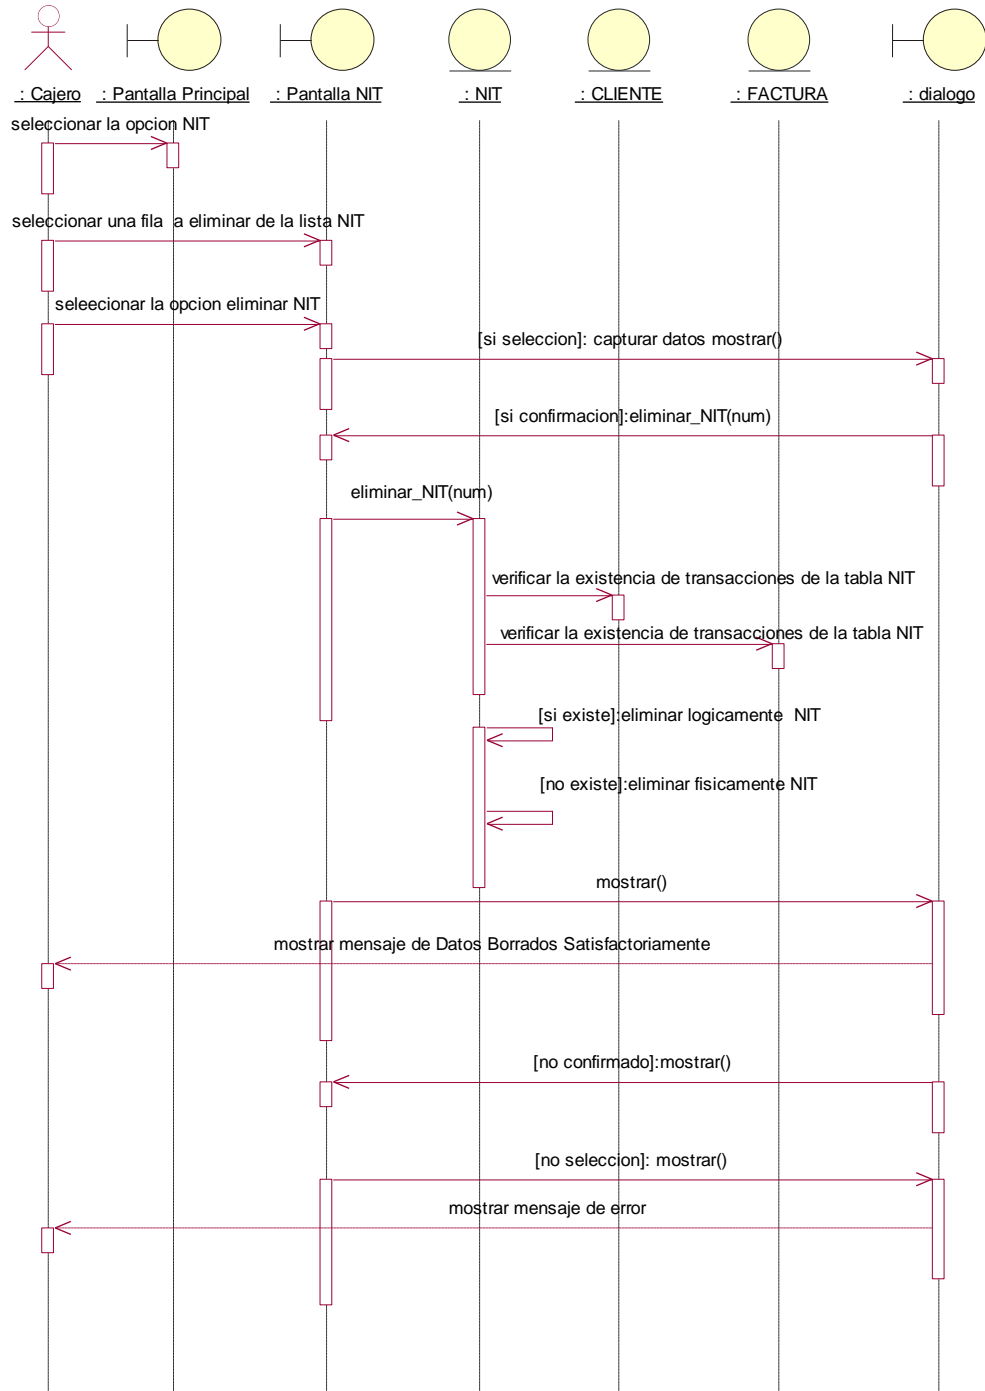 : Cajero
: Pantalla Principal
: Pantalla NIT
: NIT
: CLIENTE
: FACTURA
: dialogo
seleccionar la opcion NIT
seleccionar una fila a eliminar de la lista NIT
seleecionar la opcion eliminar NIT
[si seleccion]: capturar datos mostrar()
[si confirmacion]:eliminar_NIT(num)
eliminar_NIT(num)
verificar la existencia de transacciones de la tabla NIT
verificar la existencia de transacciones de la tabla NIT
[si existe]:eliminar logicamente NIT
[no existe]:eliminar fisicamente NIT
mostrar()
mostrar mensaje de Datos Borrados Satisfactoriamente
[no confirmado]:mostrar()
[no seleccion]: mostrar()
mostrar mensaje de error